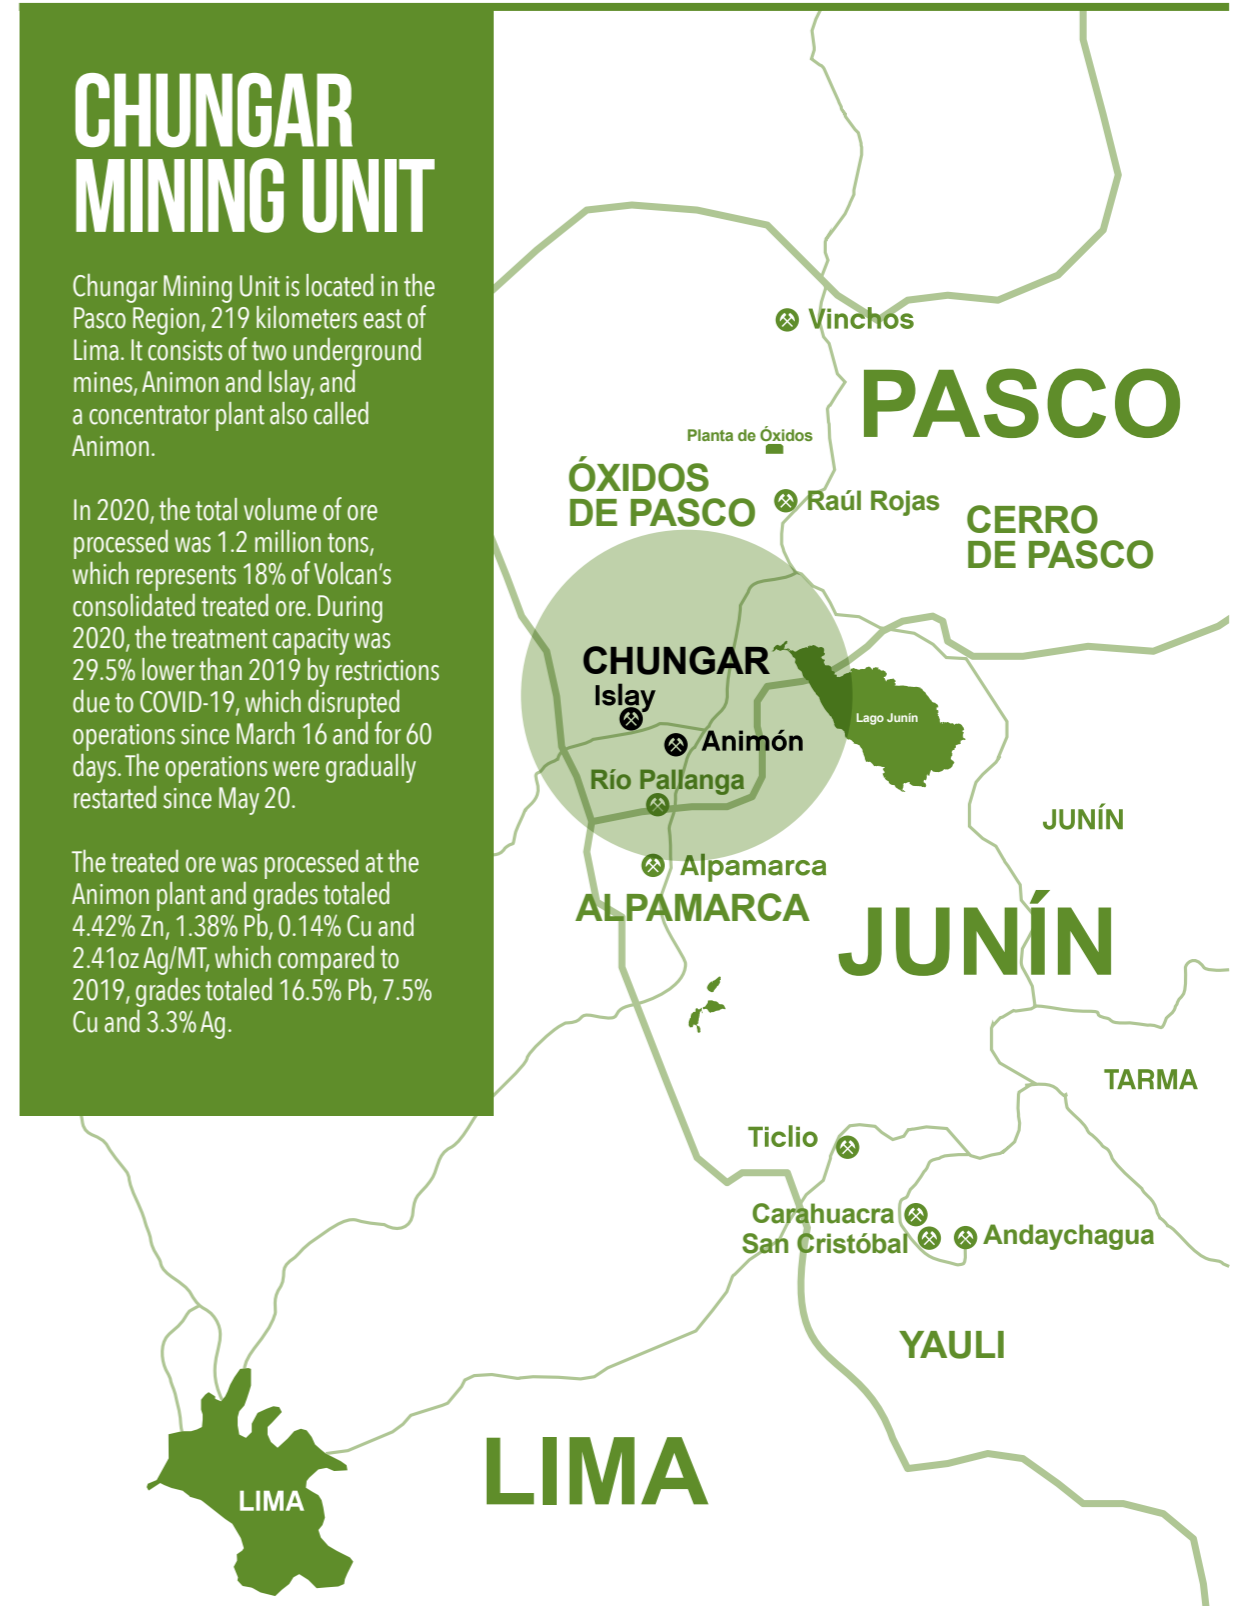 CHUNGAR
MINING UNIT
Chungar Mining Unit is located in the
Pasco Region, 219 kilometers east of
Lima. It consists of two underground
mines, Animon and Islay, and
a concentrator plant also called
Animon.
In 2020, the total volume of ore
processed was 1.2 million tons,
which represents 18% of Volcan's
consolidated treated ore. During
2020, the treatment capacity was
29.5% lower than 2019 by restrictions
due to COVID-19, which disrupted
operations since March 16 and for 60
days. The operations were gradually
restarted since May 20.
The treated ore was processed at the
Animon plant and grades totaled
4.42% Zn, 1.38% Pb, 0.14% Cu and
2.41oz Ag/MT, which compared to
2019, grades totaled 16.5% Pb, 7.5%
Cu and 3.3% Ag.
Vinchos
PASCO
Planta de Óxidos
ÓXIDOS
DE PASCO
Raúl Rojas
CERRO
DE PASCO
CHUNGAR
Islay
Animón
Lago Junín
Río Pallanga
JUNÍN
Alpamarca
ALPAMARCA
JUNÍN
TARMA
Ticlio
Carahuacra
San Cristóbal
Andaychagua
YAULI
LIMA
LIMA